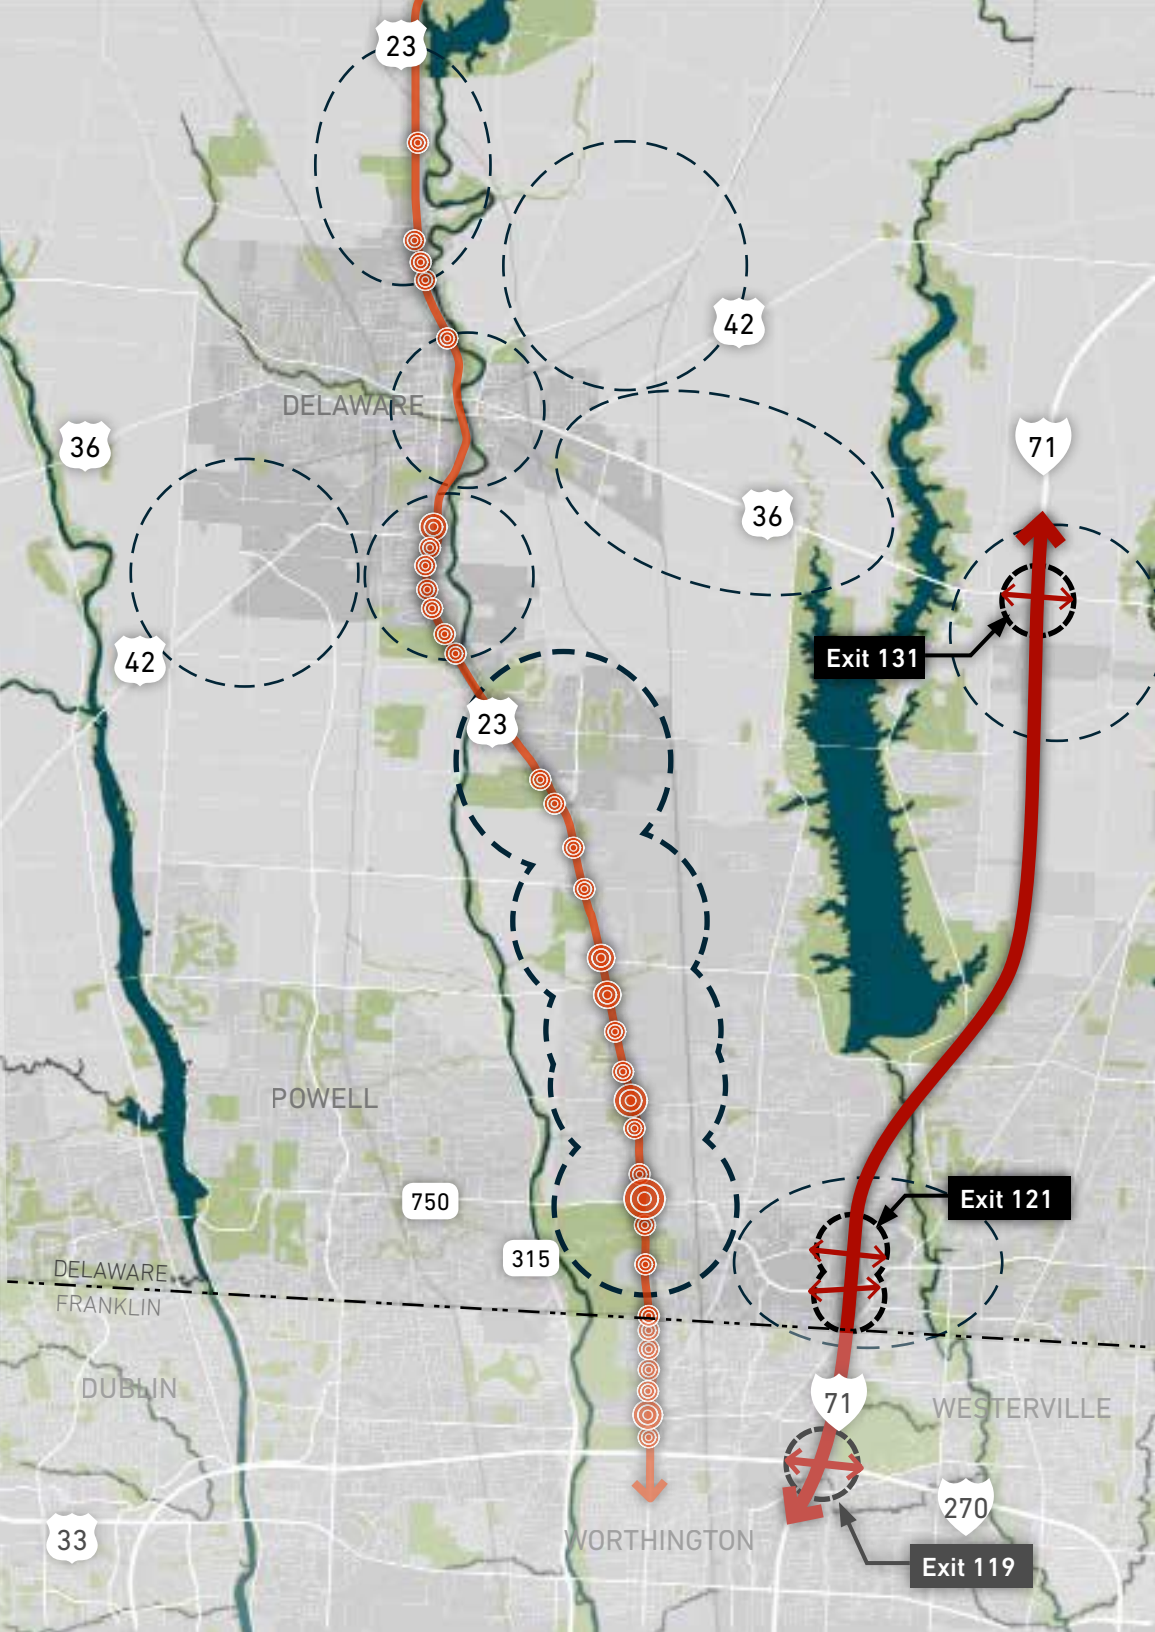 23
42
DELAWARE
36
71
36
Exit 131
42
23
POWELL
750
Exit 121
315
DELAWARE
FRANKLIN
DUBLIN
71
WESTERVILLE
270
33
WORTHINGTON
Exit 119